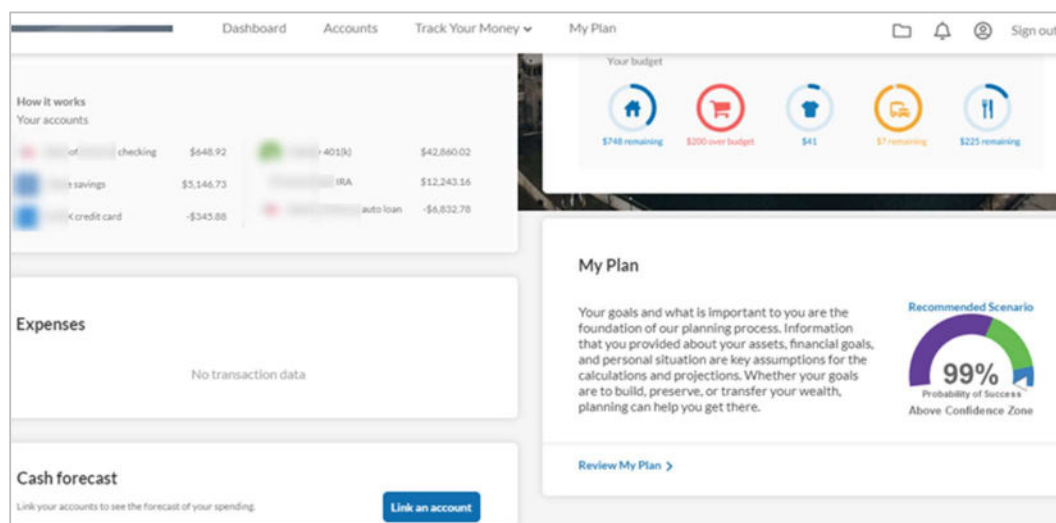 Dashboard Accounts Track Your Money My Plan Sign out
How it works
Your accounts
of checking $648.92
savings $5,146.73
credit card -$345.88
401(k) $42,860.02
IRA $12,243.16
auto loan -$6,832.78
Expenses
No transaction data
Cash forecast
Link your accounts to see the forecast of your spending.
Link an account
Your budget
$748 remaining
$200 over budget
$41
$7 remaining
$225 remaining
My Plan
Your goals and what is important to you are the
foundation of our planning process. Information
that you provided about your assets, financial goals,
and personal situation are key assumptions for the
calculations and projections. Whether your goals
are to build, preserve, or transfer your wealth,
planning can help you get there.
Recommended Scenario
99%
Probability of Success
Above Confidence Zone
Review My Plan